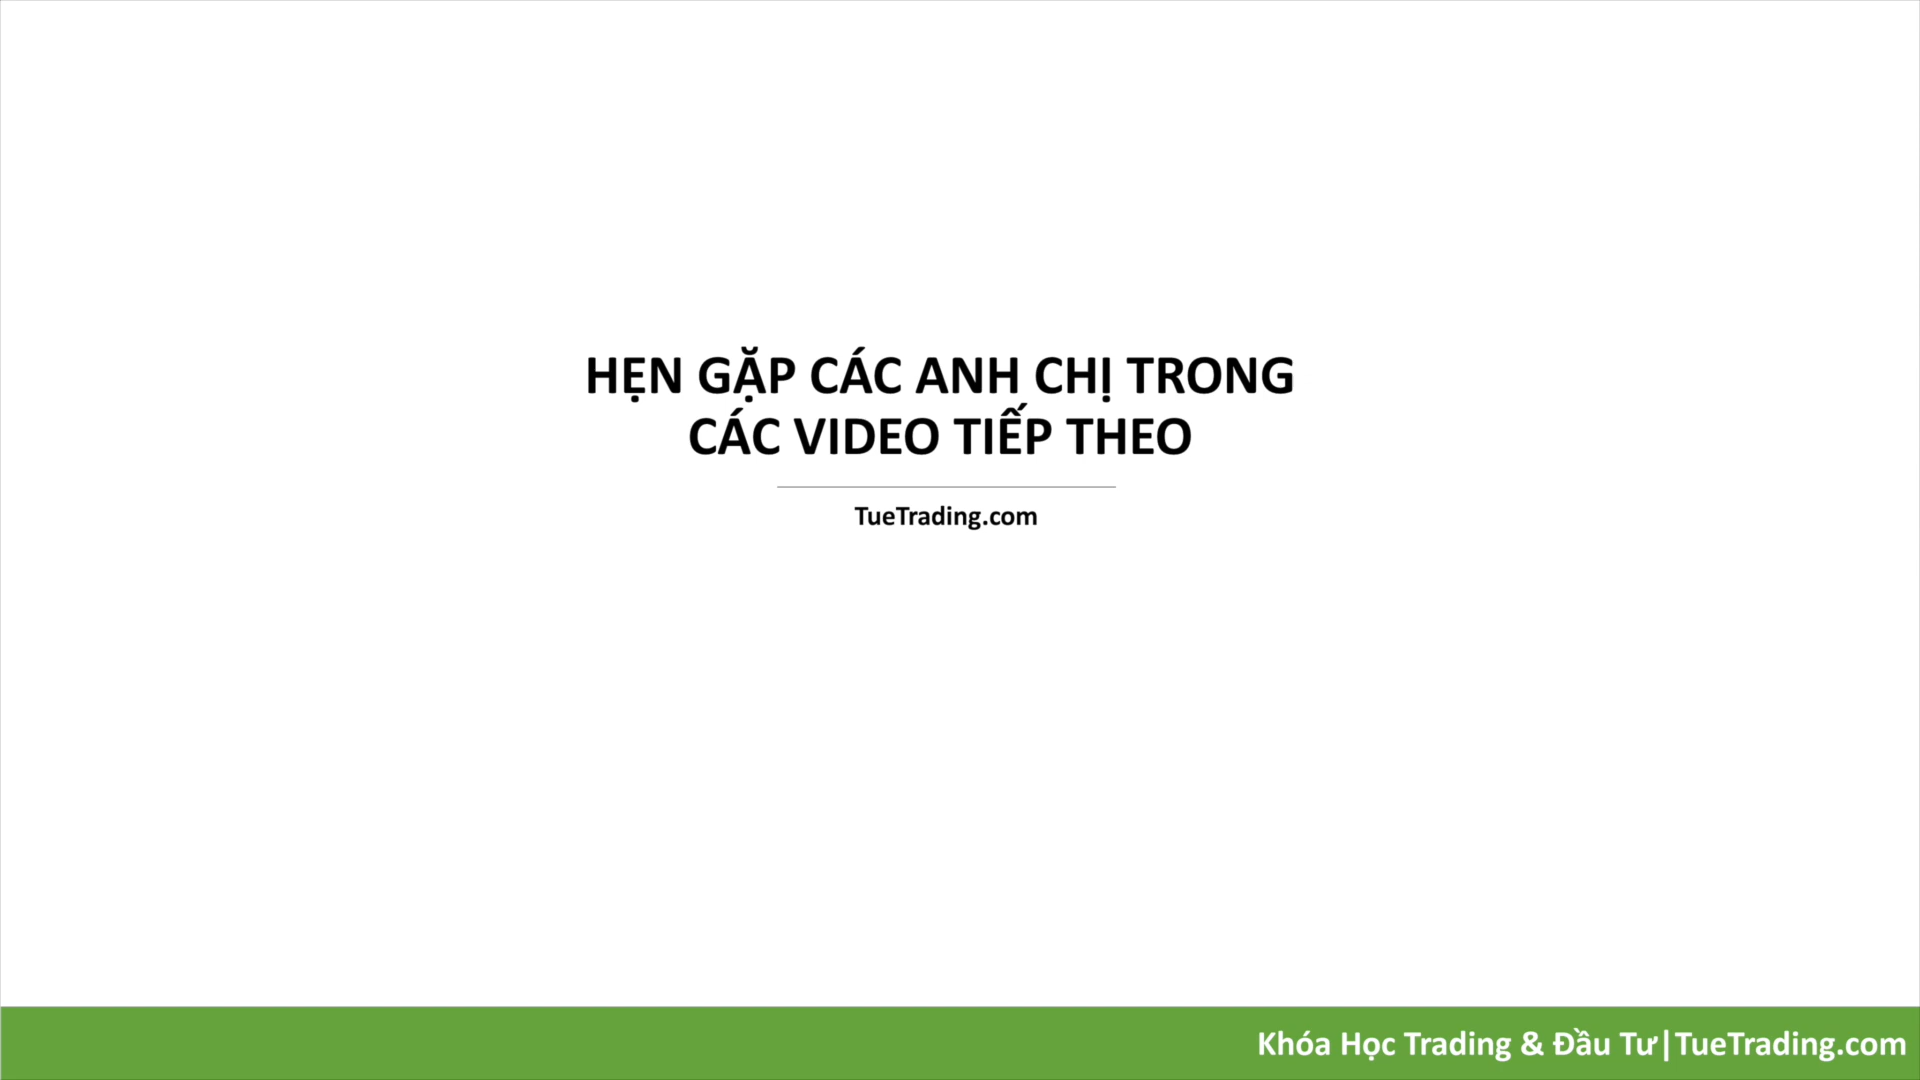 HẸN GẶP CÁC ANH CHỊ TRONG
CÁC VIDEO TIẾP THEO
TueTrading.com
Khóa Học Trading & Đầu Tư|TueTrading.com